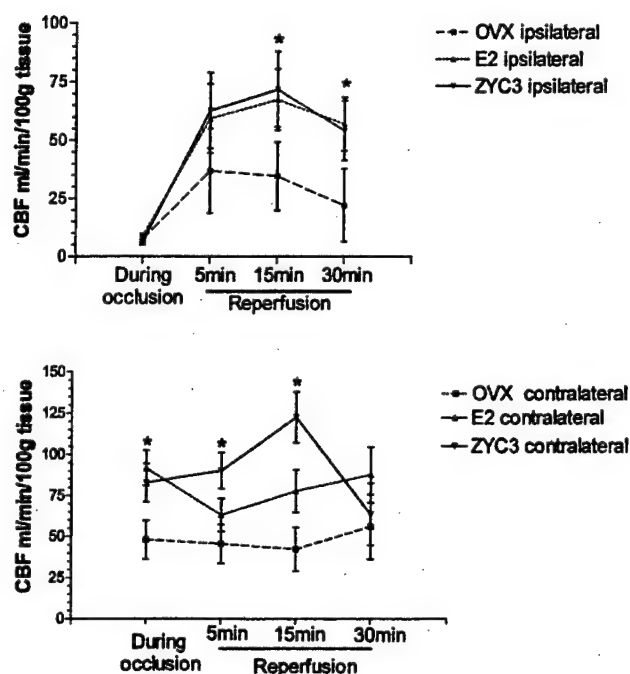 CBF ml/min/100g tissue
100
75
50
25
0
*
*
During occlusion
5min
15min
30min
Reperfusion
OVX ipsilateral
E2 ipsilateral
ZYC3 ipsilateral
CBF ml/min/100g tissue
150
125
100
75
50
25
0
*
*
*
During occlusion
5min
15min
30min
Reperfusion
OVX contralateral
E2 contralateral
ZYC3 contralateral